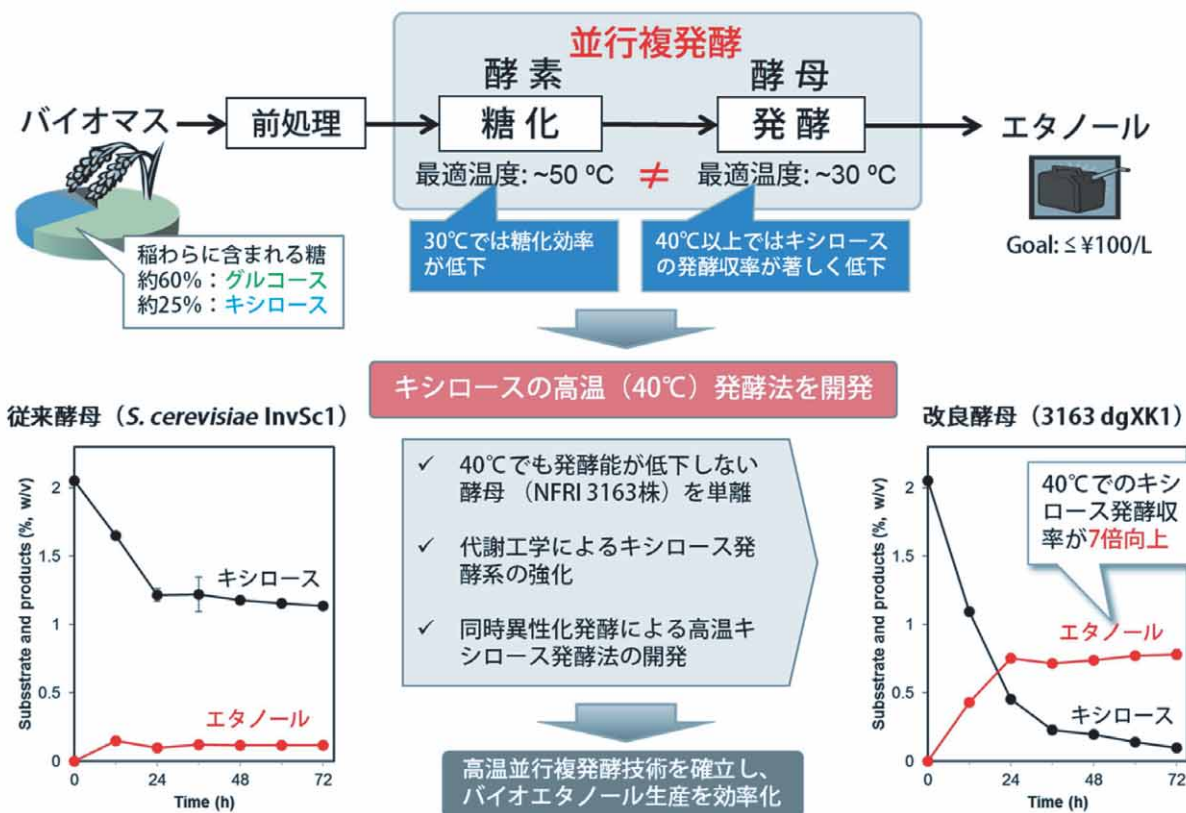 並行複発酵
酵素
酵母
バイオマス
前処理
糖化
発酵
エタノール
最適温度: ~50 ºC
≠
最適温度: ~30 ºC
30℃では糖化効率
が低下
40℃以上ではキシロース
の発酵収率が著しく低下
Goal: ≤ ¥100/L
稲わらに含まれる糖
約60%：グルコース
約25%：キシロース
キシロースの高温（40℃）発酵法を開発
従来酵母（S. cerevisiae InvSc1）
Subsstrate and products (%, w/v)
2
1.5
1
0.5
0
キシロース
エタノール
0
24
48
72
Time (h)
✓ 40℃でも発酵能が低下しない
酵母 （NFRI 3163株）を単離
✓ 代謝工学によるキシロース発
酵系の強化
✓ 同時異性化発酵による高温キ
シロース発酵法の開発
高温並行複発酵技術を確立し、
バイオエタノール生産を効率化
改良酵母（3163 dgXK1）
40℃でのキシ
ロース発酵収
率が7倍向上
Subsstrate and products (%, w/v)
2
1.5
1
0.5
0
エタノール
キシロース
0
24
48
72
Time (h)